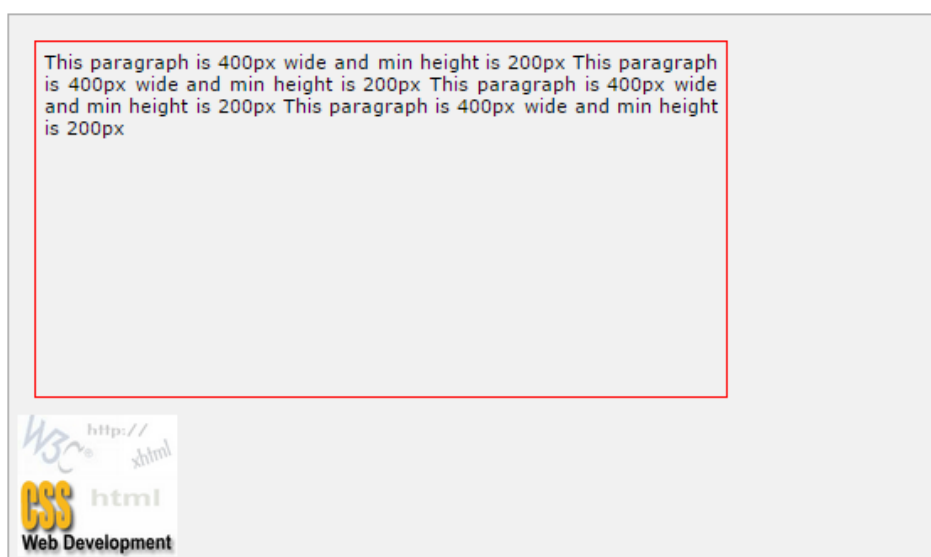 This paragraph is 400px wide and min height is 200px This paragraph
is 400px wide and min height is 200px This paragraph is 400px wide
and min height is 200px This paragraph is 400px wide and min height
is 200px
W3C®
http://
xhtml
CSS html
Web Development